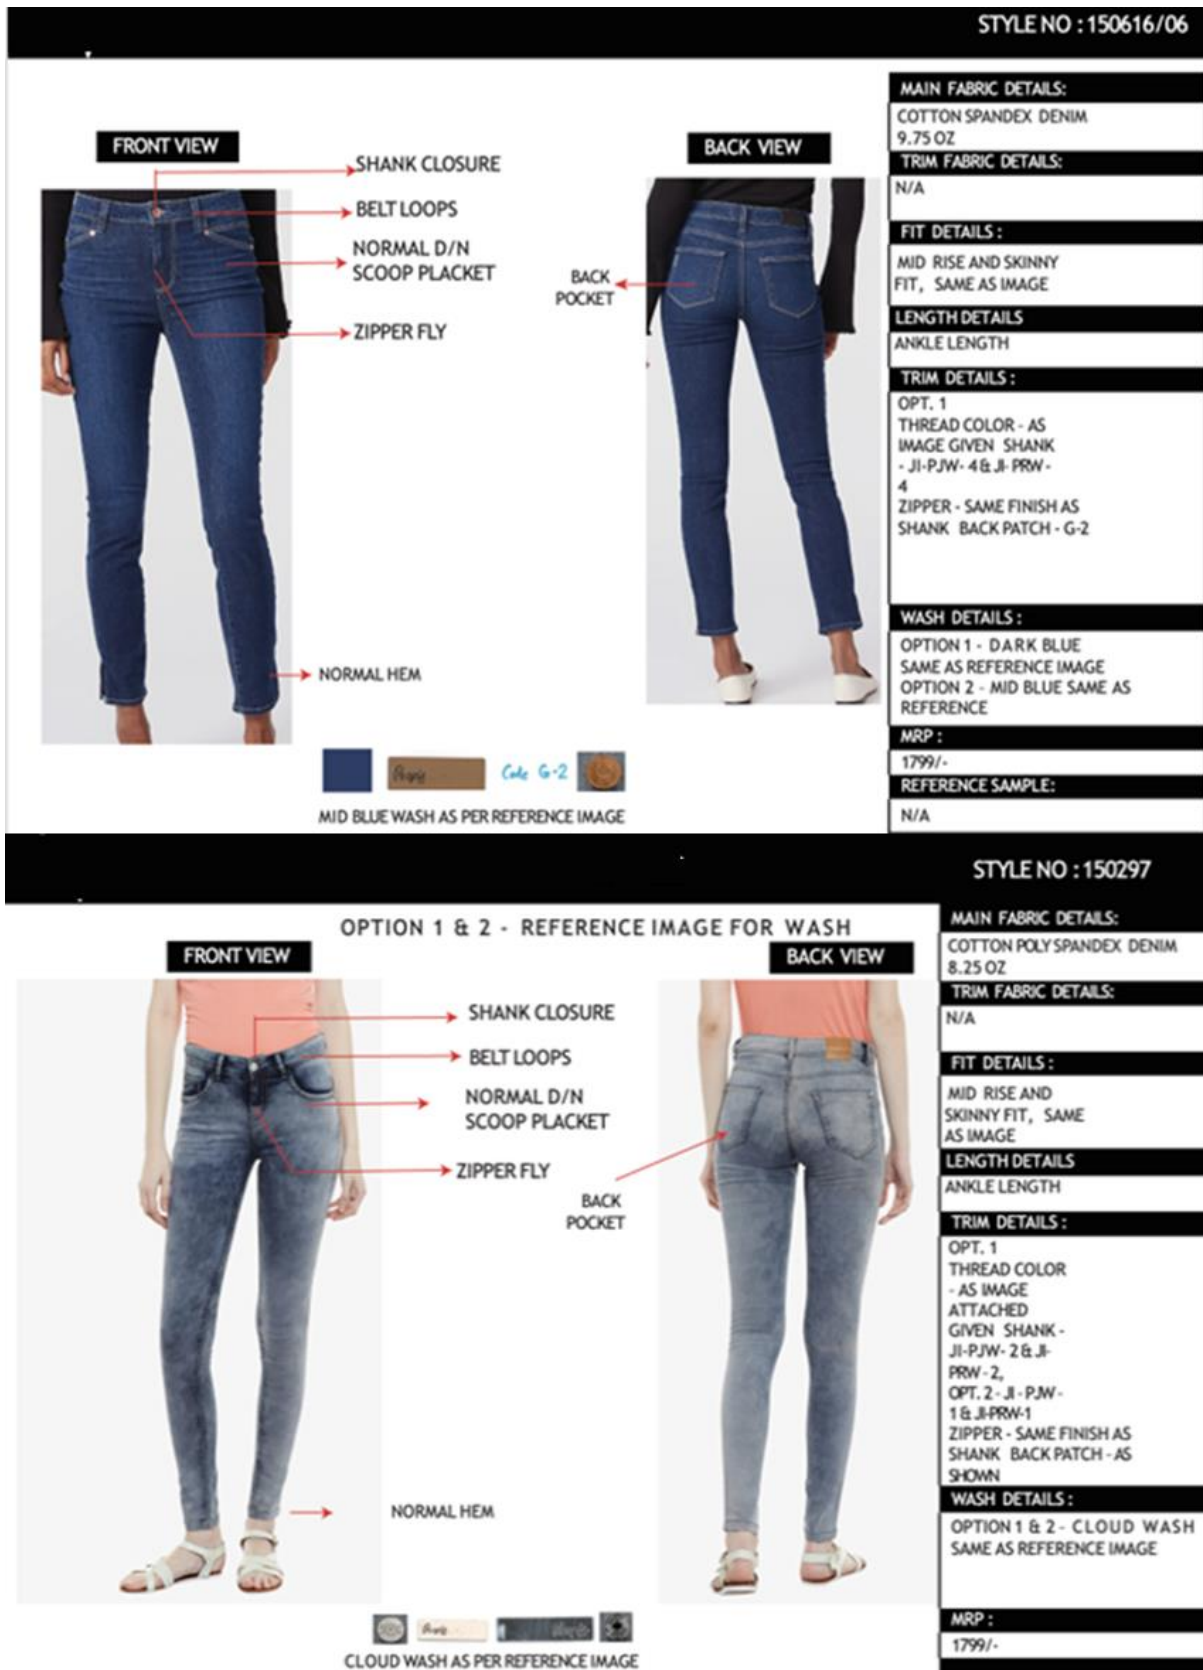 STYLE NO : 150616/06
FRONT VIEW
SHANK CLOSURE
BELT LOOPS
NORMAL D/N
SCOOP PLACKET
ZIPPER FLY
NORMAL HEM
BACK VIEW
BACK
POCKET
Code G-2
MID BLUE WASH AS PER REFERENCE IMAGE
MAIN FABRIC DETAILS:
COTTON SPANDEX DENIM
9.75 OZ
TRIM FABRIC DETAILS:
N/A
FIT DETAILS :
MID RISE AND SKINNY
FIT, SAME AS IMAGE
LENGTH DETAILS
ANKLE LENGTH
TRIM DETAILS :
OPT. 1
THREAD COLOR - AS
IMAGE GIVEN SHANK
- JI-PJW- 4 & JI- PRW -
4
ZIPPER - SAME FINISH AS
SHANK BACK PATCH - G-2
WASH DETAILS :
OPTION 1 - DARK BLUE
SAME AS REFERENCE IMAGE
OPTION 2 - MID BLUE SAME AS
REFERENCE
MRP :
1799/-
REFERENCE SAMPLE:
N/A
STYLE NO : 150297
OPTION 1 & 2 - REFERENCE IMAGE FOR WASH
FRONT VIEW
SHANK CLOSURE
BELT LOOPS
NORMAL D/N
SCOOP PLACKET
ZIPPER FLY
NORMAL HEM
BACK VIEW
BACK
POCKET
CLOUD WASH AS PER REFERENCE IMAGE
MAIN FABRIC DETAILS:
COTTON POLY SPANDEX DENIM
8.25 OZ
TRIM FABRIC DETAILS:
N/A
FIT DETAILS :
MID RISE AND
SKINNY FIT, SAME
AS IMAGE
LENGTH DETAILS
ANKLE LENGTH
TRIM DETAILS :
OPT. 1
THREAD COLOR
- AS IMAGE
ATTACHED
GIVEN SHANK -
JI-PJW- 2 & JI-
PRW - 2,
OPT. 2 - JI - PJW -
1 & JI-PRW-1
ZIPPER - SAME FINISH AS
SHANK BACK PATCH - AS
SHOWN
WASH DETAILS :
OPTION 1 & 2 - CLOUD WASH
SAME AS REFERENCE IMAGE
MRP :
1799/-